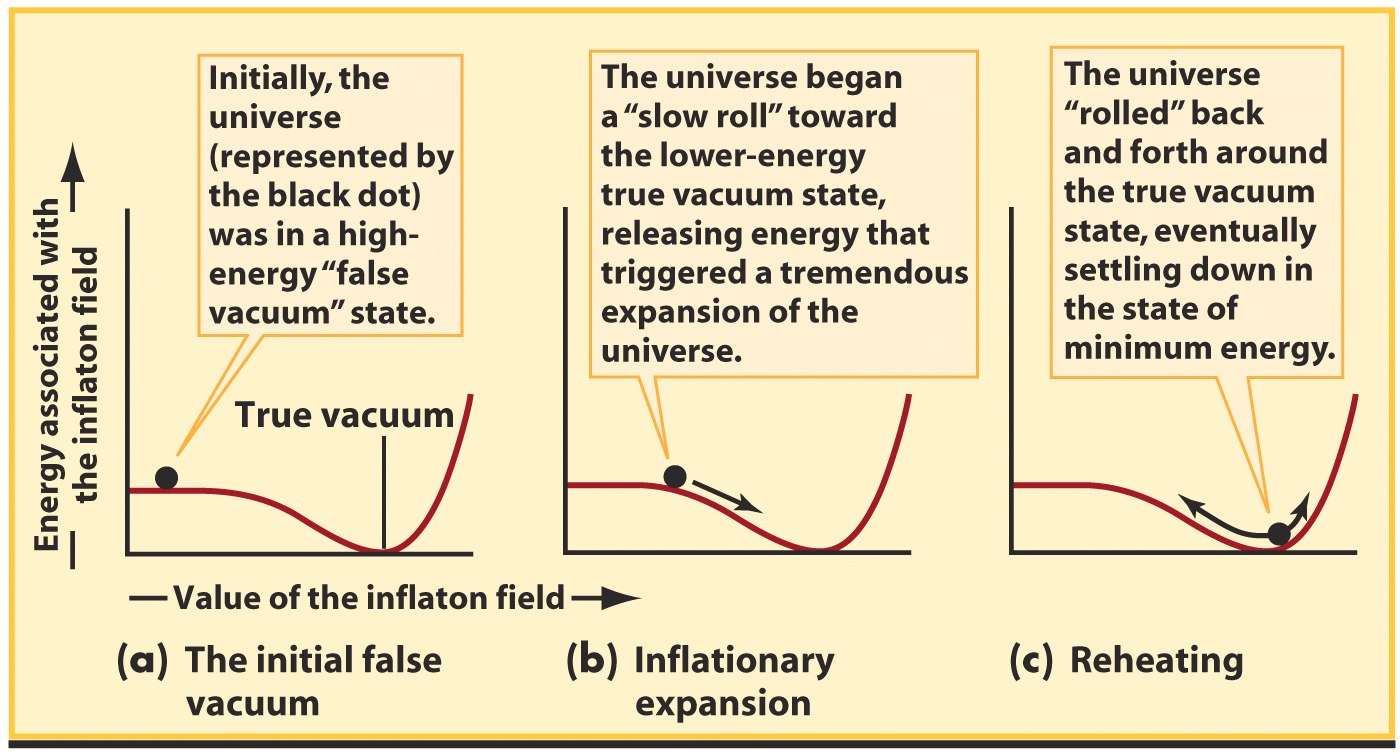 Initially, the
universe
(represented by
the black dot)
was in a high-
energy “false
vacuum” state.
The universe began
a “slow roll” toward
the lower-energy
true vacuum state,
releasing energy that
triggered a tremendous
expansion of the
universe.
The universe
“rolled” back
and forth around
the true vacuum
state, eventually
settling down in
the state of
minimum energy.
Energy associated with
the inflaton field
True vacuum
Value of the inflaton field
(a) The initial false
vacuum
(b) Inflationary
expansion
(c) Reheating